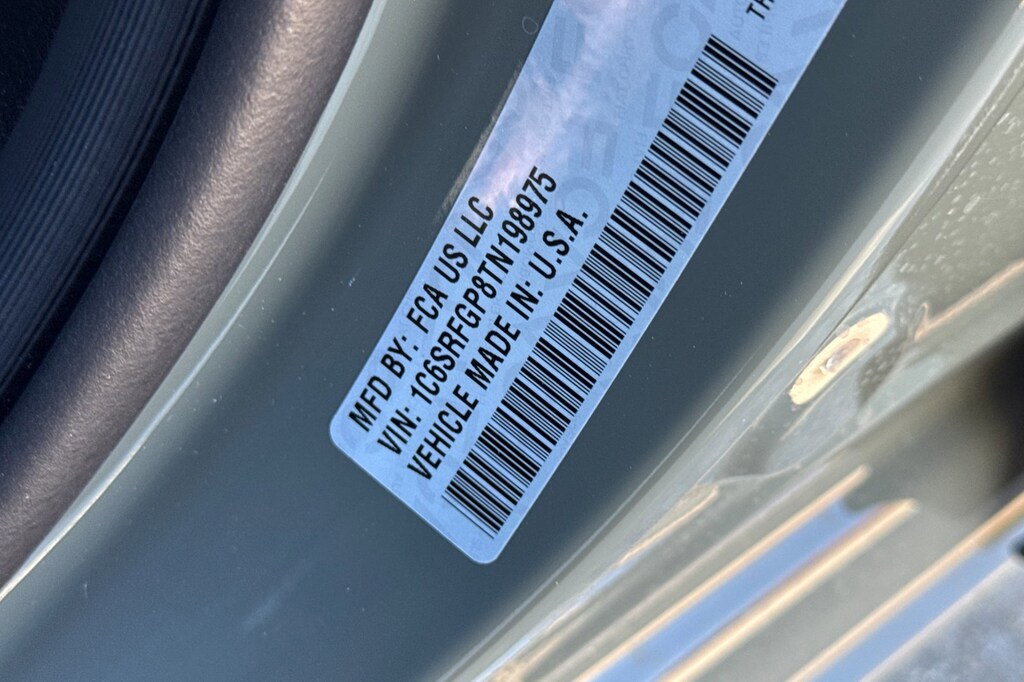 MFD BY: FCA US LLC
VIN: 1C6SRFGP8TN198975
VEHICLE MADE IN: U.S.A.